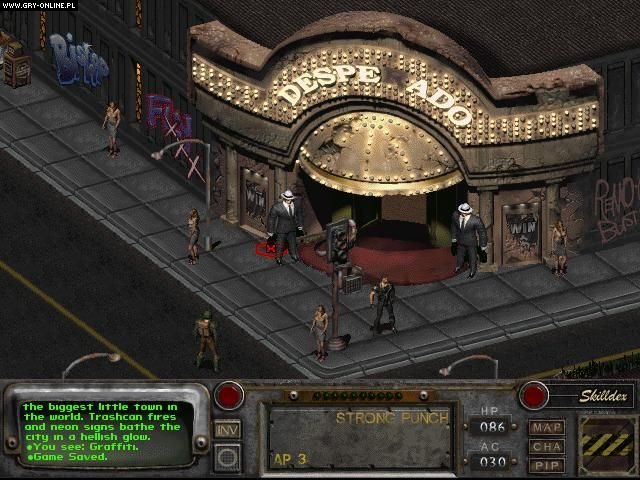 WWW.GRY-ONLINE.PL
DESPE ADO
WIN
WIN
the biggest little town in
the world. Trashcan fires
and neon signs bathe the
city in a hellish glow.
•You see: Graffiti.
•Game Saved.
INV
STRONG PUNCH
AP 3
HP
086
AC
030
Skilldex
MAP
CHA
PIP